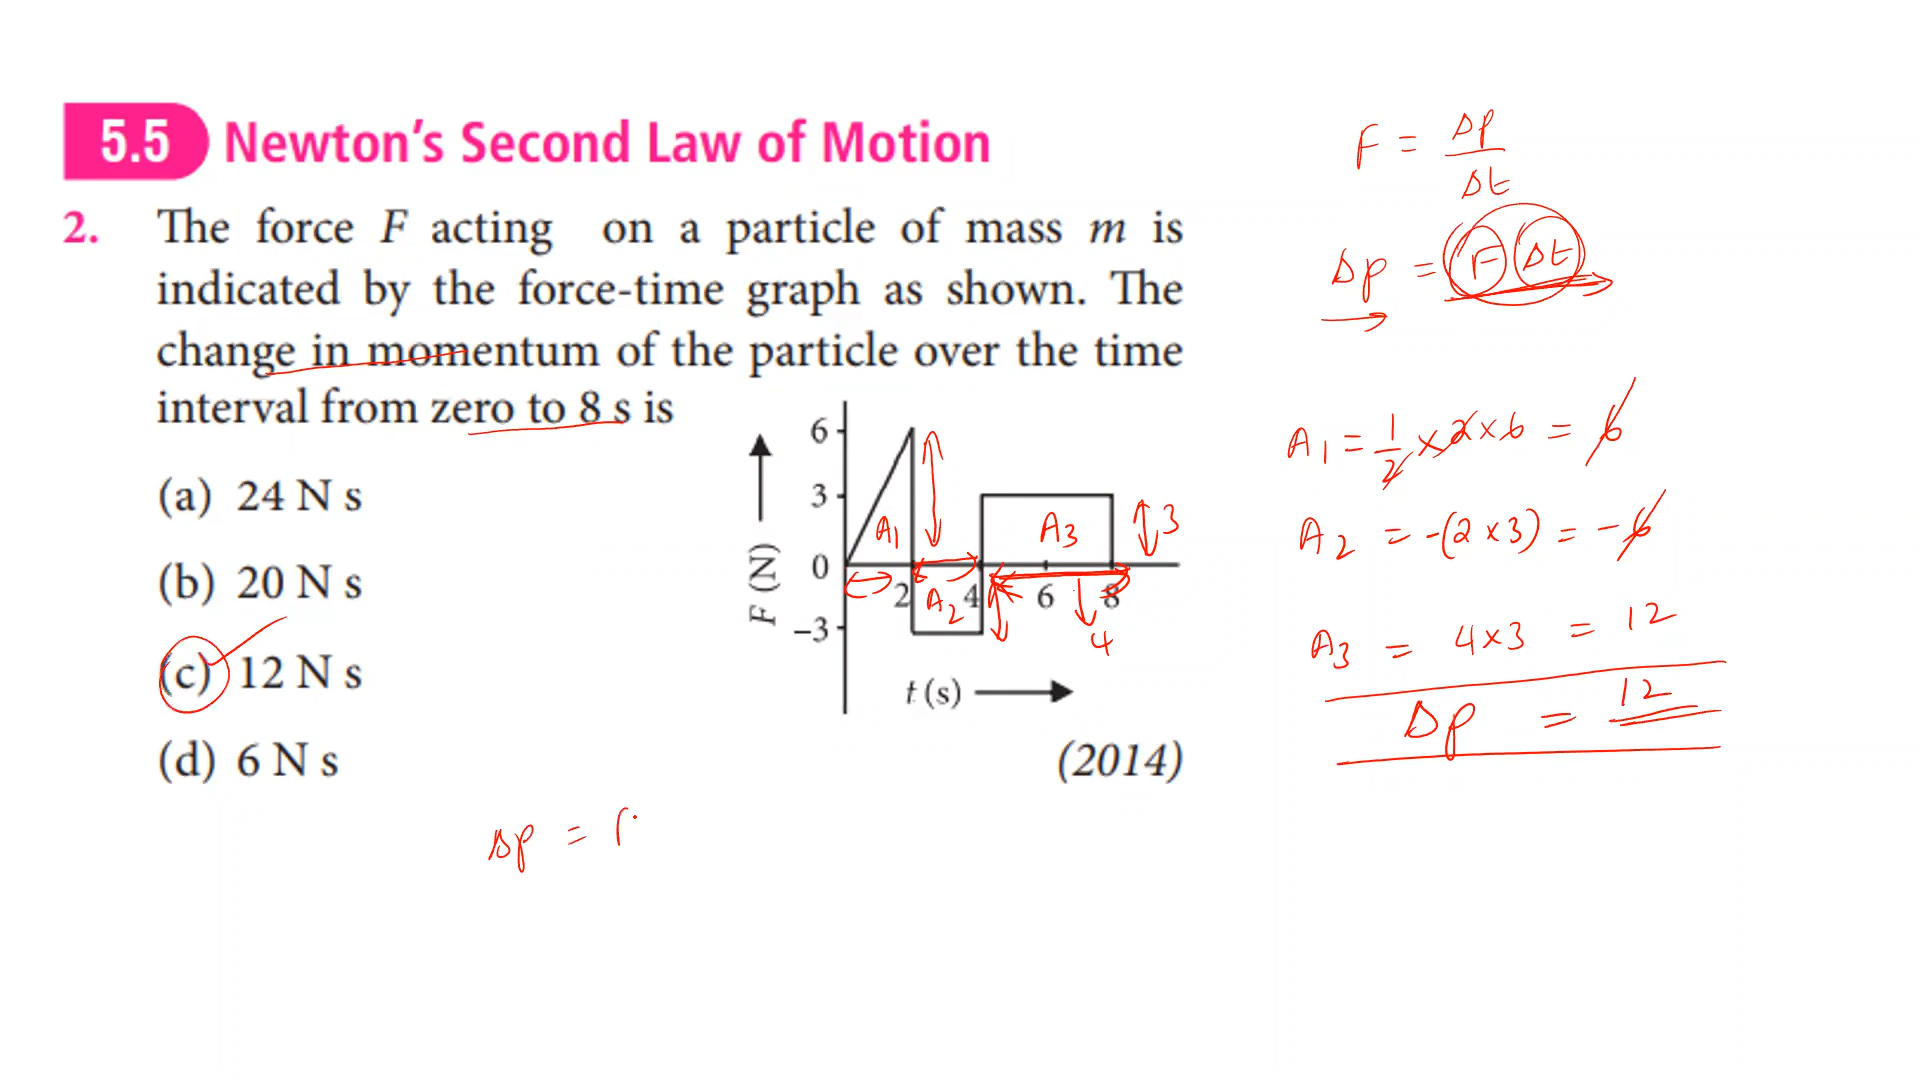 5.5 Newton's Second Law of Motion
2. The force F acting on a particle of mass m is
indicated by the force-time graph as shown. The
change in momentum of the particle over the time
interval from zero to 8 s is
(a) 24 N s
(b) 20 N s
(c) 12 N s
(d) 6 N s
6
3
0
-3
F (N)
2
4
6
8
t (s)
A1
A2
A3
3
4
(2014)
Δp =
F = Δp/Δt
Δp = F Δt
A1 = 1/2 × 2 × 6 = 6
A2 = -(2 × 3) = -6
A3 = 4 × 3 = 12
Δp = 12